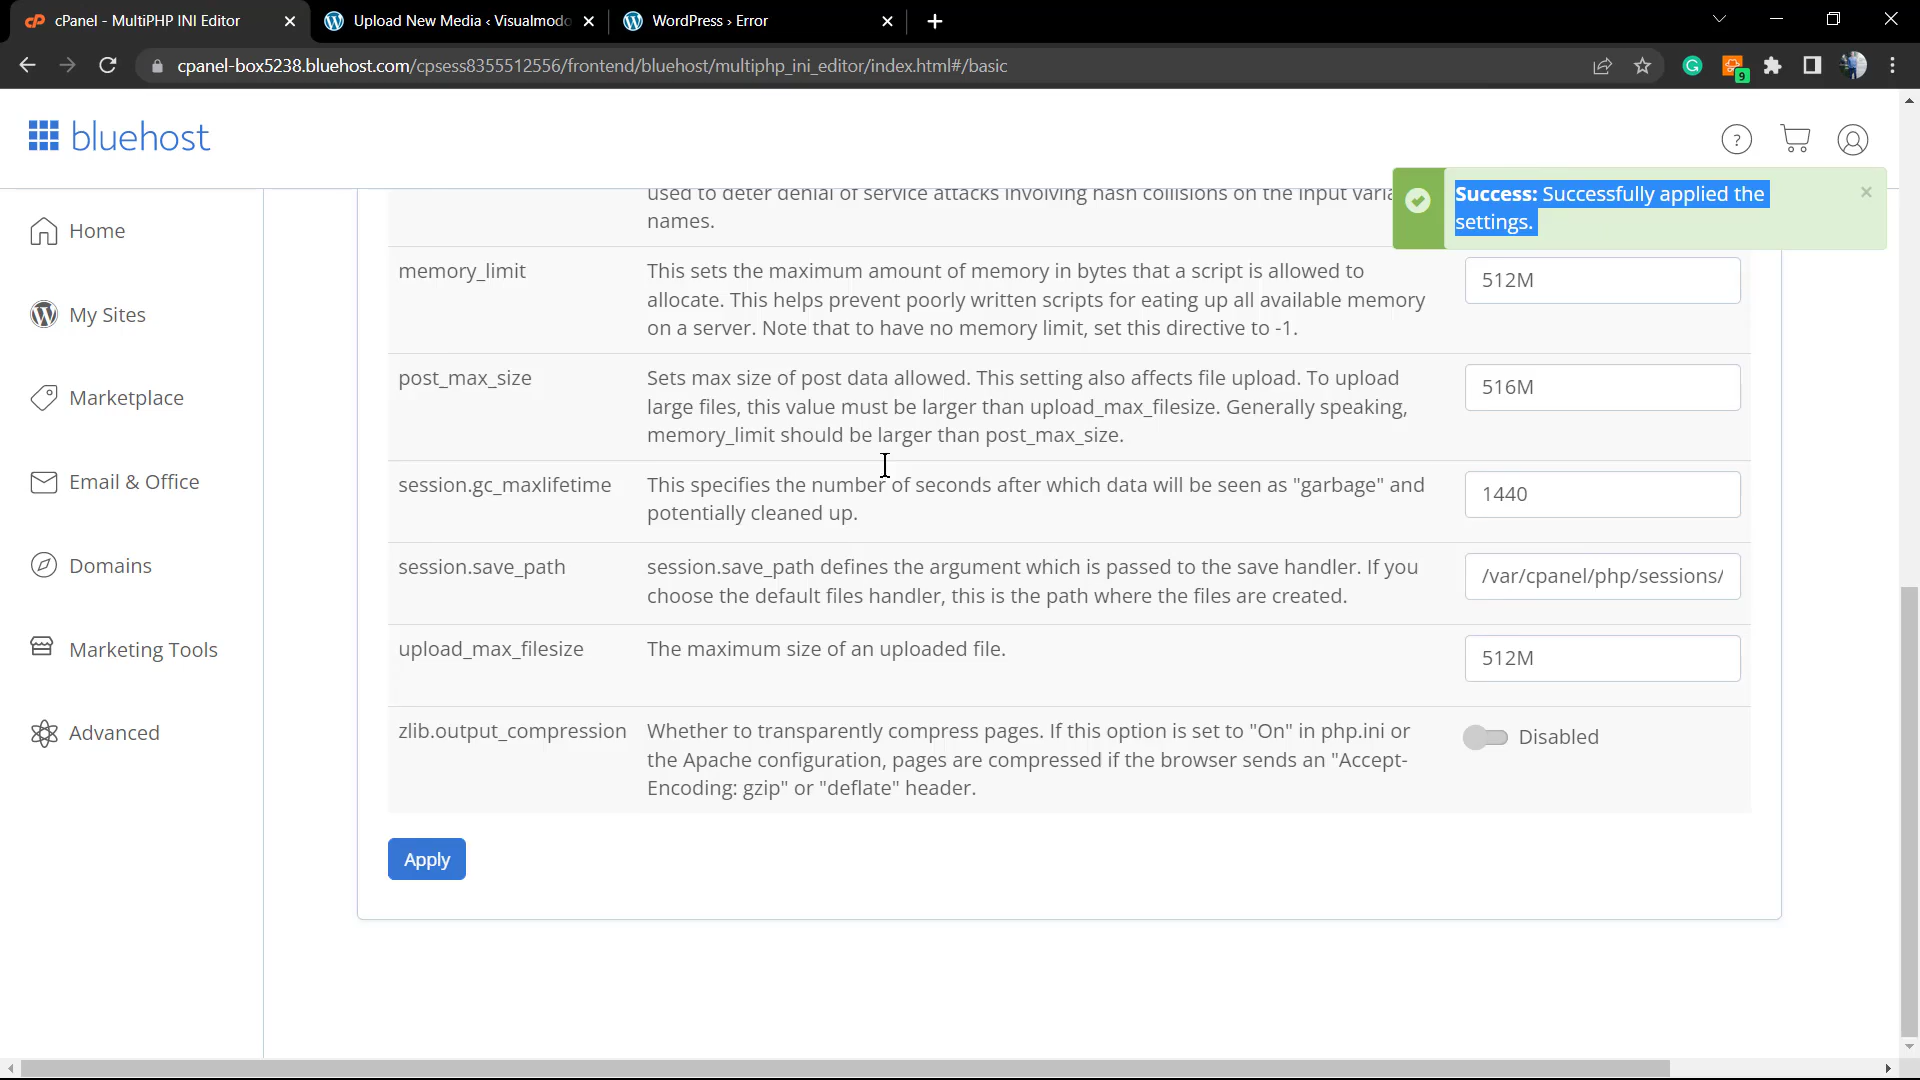 cPanel - MultiPHP INI Editor
Upload New Media ‹ Visualmodo
WordPress › Error
cpanel-box5238.bluehost.com/cpsess8355512556/frontend/bluehost/multiphp_ini_editor/index.html#/basic
9
bluehost
Home
My Sites
Marketplace
Email & Office
Domains
Marketing Tools
Advanced
Success: Successfully applied the
settings.
used to deter denial of service attacks involving hash collisions on the input
names.
memory_limit
This sets the maximum amount of memory in bytes that a script is allowed to
allocate. This helps prevent poorly written scripts for eating up all available memory
on a server. Note that to have no memory limit, set this directive to -1.
512M
post_max_size
Sets max size of post data allowed. This setting also affects file upload. To upload
large files, this value must be larger than upload_max_filesize. Generally speaking,
memory_limit should be larger than post_max_size.
516M
session.gc_maxlifetime
This specifies the number of seconds after which data will be seen as "garbage" and
potentially cleaned up.
1440
session.save_path
session.save_path defines the argument which is passed to the save handler. If you
choose the default files handler, this is the path where the files are created.
/var/cpanel/php/sessions/
upload_max_filesize
The maximum size of an uploaded file.
512M
zlib.output_compression
Whether to transparently compress pages. If this option is set to "On" in php.ini or
the Apache configuration, pages are compressed if the browser sends an "Accept-
Encoding: gzip" or "deflate" header.
Disabled
Apply